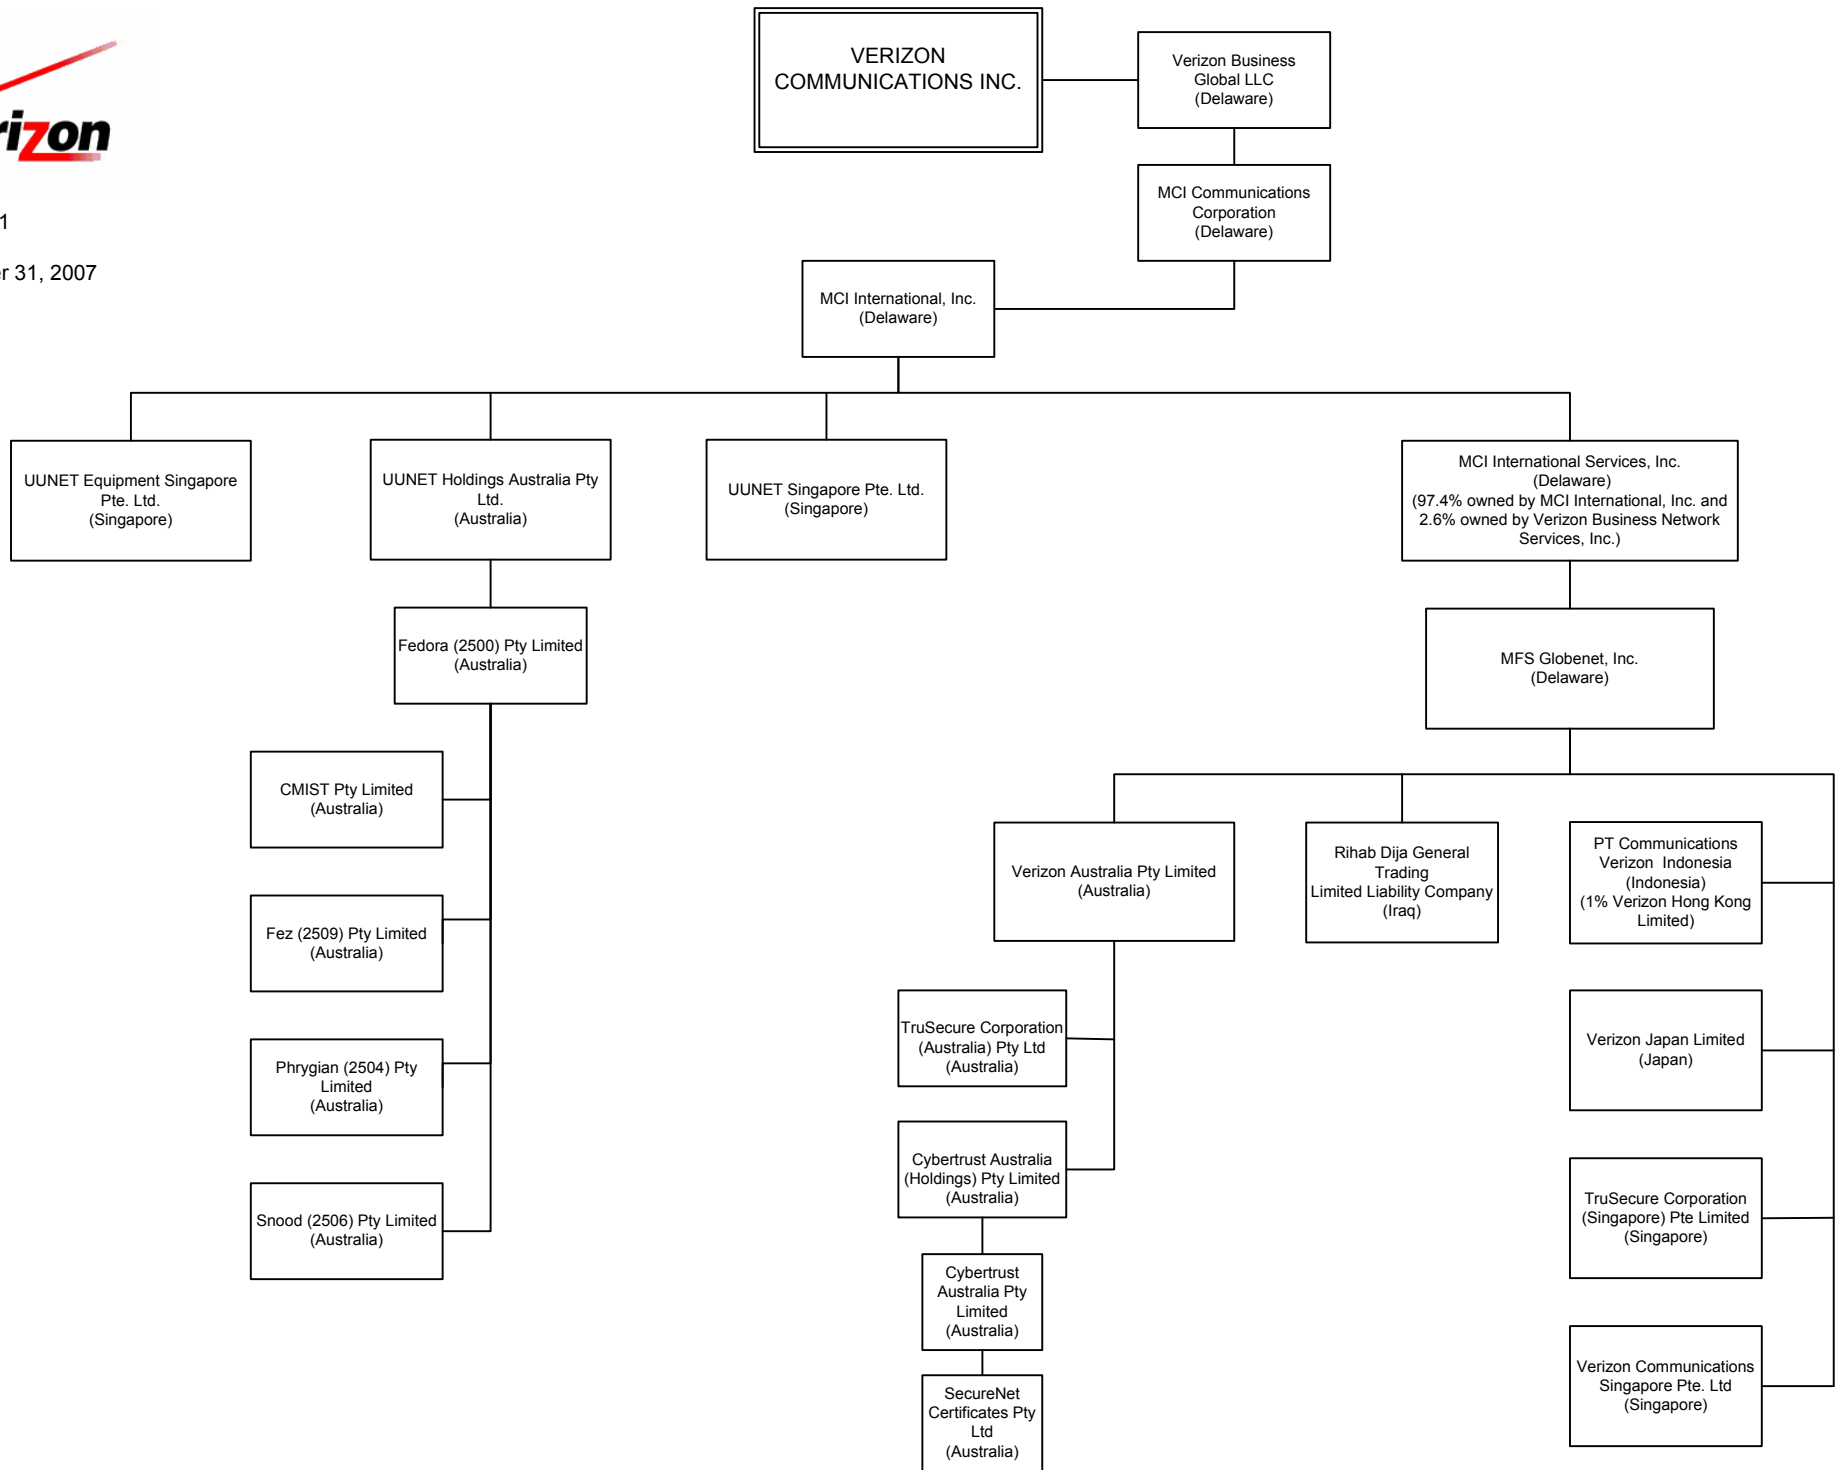 VERIZON
COMMUNICATIONS INC.
Verizon Business
Global LLC
(Delaware)
rizon
MCI Communications
Corporation
(Delaware)
1
r 31, 2007
MCI International, Inc.
(Delaware)
UUNET Equipment Singapore
Pte. Ltd.
(Singapore)
UUNET Holdings Australia Pty
Ltd.
(Australia)
UUNET Singapore Pte. Ltd.
(Singapore)
MCI International Services, Inc.
(Delaware)
(97.4% owned by MCI International, Inc. and
2.6% owned by Verizon Business Network
Services, Inc.)
Fedora (2500) Pty Limited
(Australia)
MFS Globenet, Inc.
(Delaware)
CMIST Pty Limited
(Australia)
Fez (2509) Pty Limited
(Australia)
Phrygian (2504) Pty
Limited
(Australia)
Snood (2506) Pty Limited
(Australia)
Verizon Australia Pty Limited
(Australia)
Rihab Dija General
Trading
Limited Liability Company
(Iraq)
PT Communications
Verizon Indonesia
(Indonesia)
(1% Verizon Hong Kong
Limited)
TruSecure Corporation
(Australia) Pty Ltd
(Australia)
Verizon Japan Limited
(Japan)
Cybertrust Australia
(Holdings) Pty Limited
(Australia)
TruSecure Corporation
(Singapore) Pte Limited
(Singapore)
Cybertrust
Australia Pty
Limited
(Australia)
Verizon Communications
Singapore Pte. Ltd
(Singapore)
SecureNet
Certificates Pty
Ltd
(Australia)